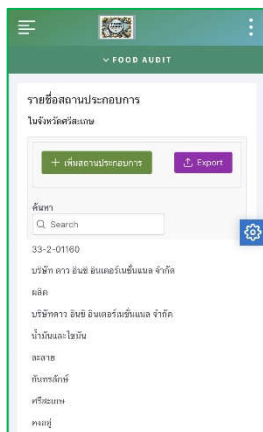 FOOD AUDIT
รายชื่อสถานประกอบการ
ในจังหวัดศรีสะเกษ
+ เพิ่มสถานประกอบการ
Export
ค้นหา
Search
33-2-01160
บริษัท ดาว อินชิ อินเตอร์เนชั่นแนล จำกัด
ผลิต
บริษัทดาว อินชิ อินเตอร์เนชั่นแนล จำกัด
น้ำมันและไขมัน
ละลาย
กันทรลักษ์
ศรีสะเกษ
คงอยู่